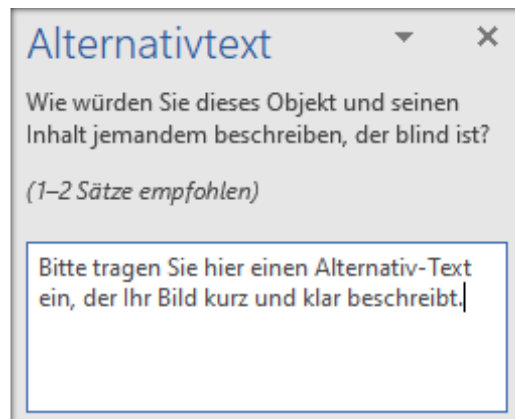 Alternativtext
Wie würden Sie dieses Objekt und seinen
Inhalt jemandem beschreiben, der blind ist?
(1–2 Sätze empfohlen)
Bitte tragen Sie hier einen Alternativ-Text
ein, der Ihr Bild kurz und klar beschreibt.